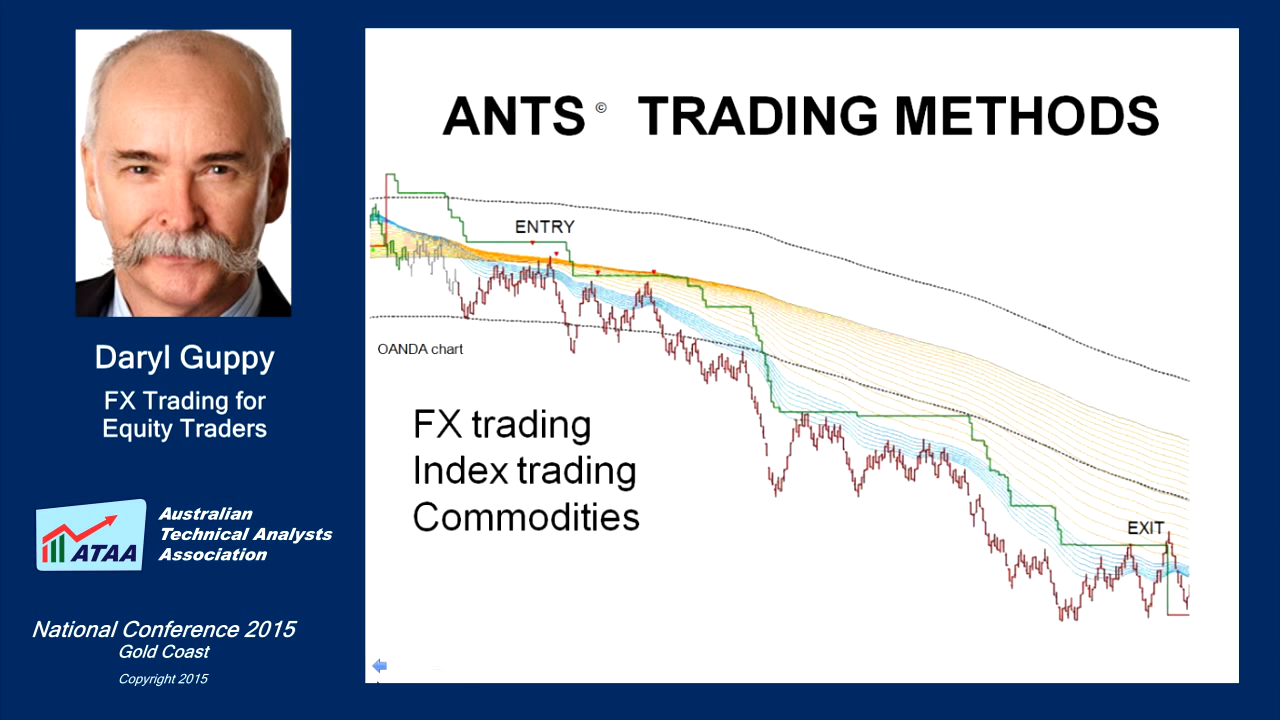 Daryl Guppy
FX Trading for
Equity Traders
ATAA
Australian
Technical Analysts
Association
National Conference 2015
Gold Coast
Copyright 2015
ANTS © TRADING METHODS
ENTRY
OANDA chart
FX trading
Index trading
Commodities
EXIT